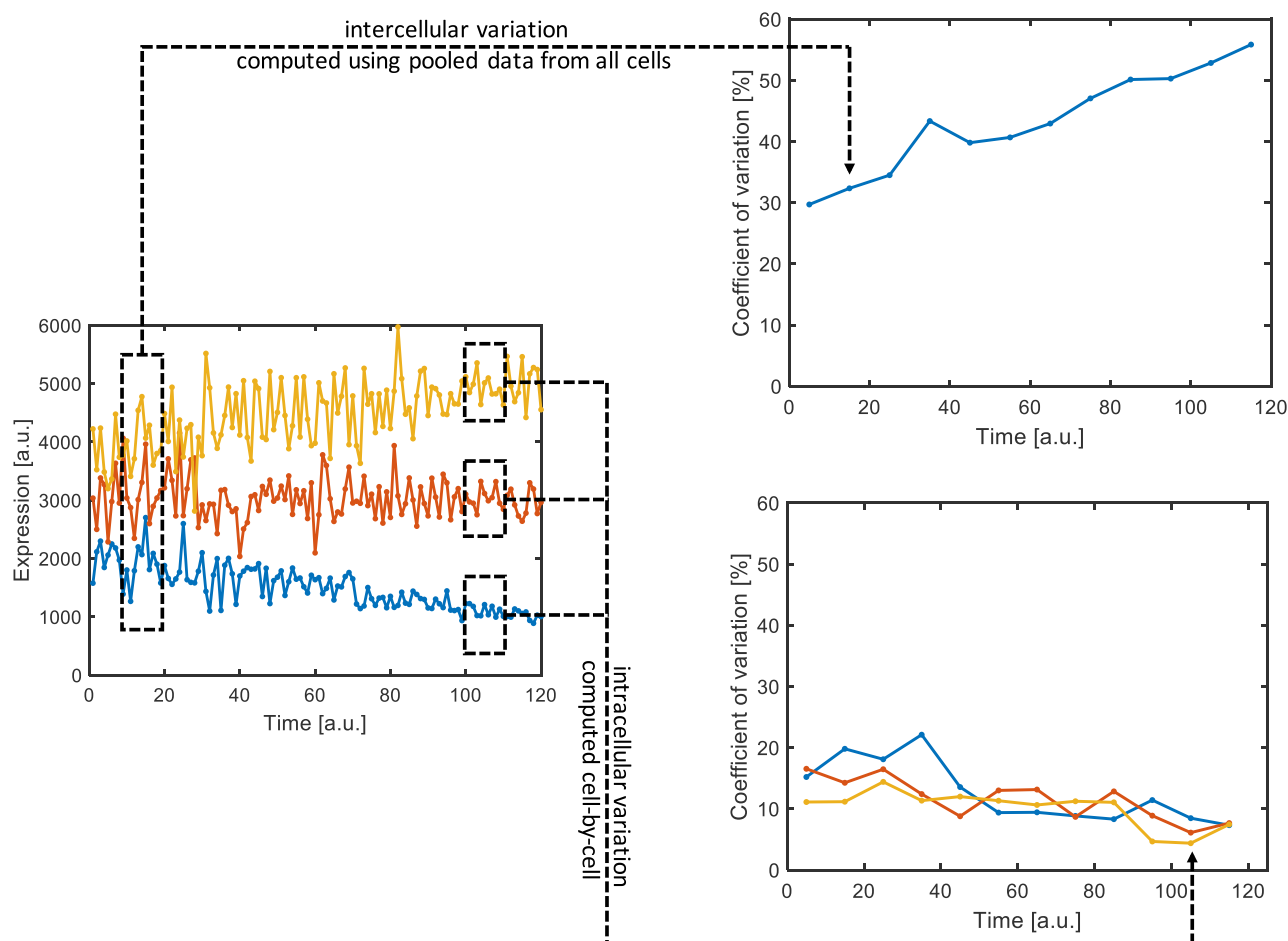 intercellular variation
computed using pooled data from all cells
60
50
40
30
20
10
0
Coefficient of variation [%]
0 20 40 60 80 100 120
Time [a.u.]
6000
5000
4000
3000
2000
1000
0
Expression [a.u.]
0 20 40 60 80 100 120
Time [a.u.]
intracellular variation
computed cell-by-cell
60
50
40
30
20
10
0
Coefficient of variation [%]
0 20 40 60 80 100 120
Time [a.u.]